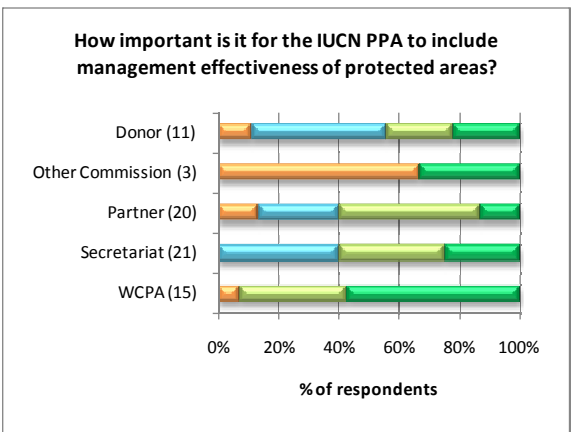 How important is it for the IUCN PPA to include
management effectiveness of protected areas?
Donor (11)
Other Commission (3)
Partner (20)
Secretariat (21)
WCPA (15)
0% 20% 40% 60% 80% 100%
% of respondents